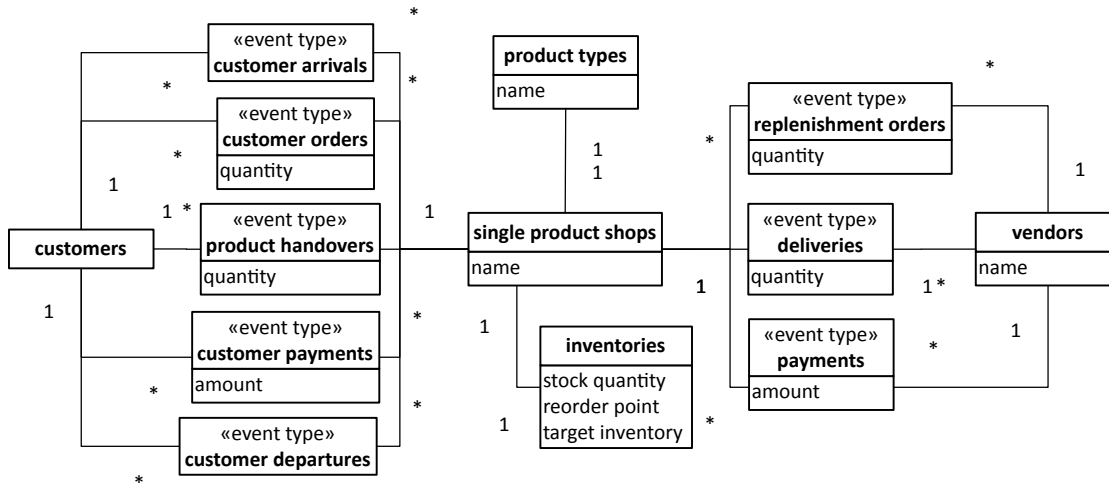 «event type»
customer arrivals
*
*
*
«event type»
customer orders
quantity
*
1
1
*
«event type»
product handovers
quantity
customers
1
«event type»
customer payments
amount
*
*
«event type»
customer departures
*
*
1
product types
name
1
1
single product shops
name
1
inventories
stock quantity
reorder point
target inventory
1
*
*
«event type»
replenishment orders
quantity
*
1
«event type»
deliveries
quantity
1
1
*
vendors
name
«event type»
payments
amount
*
1